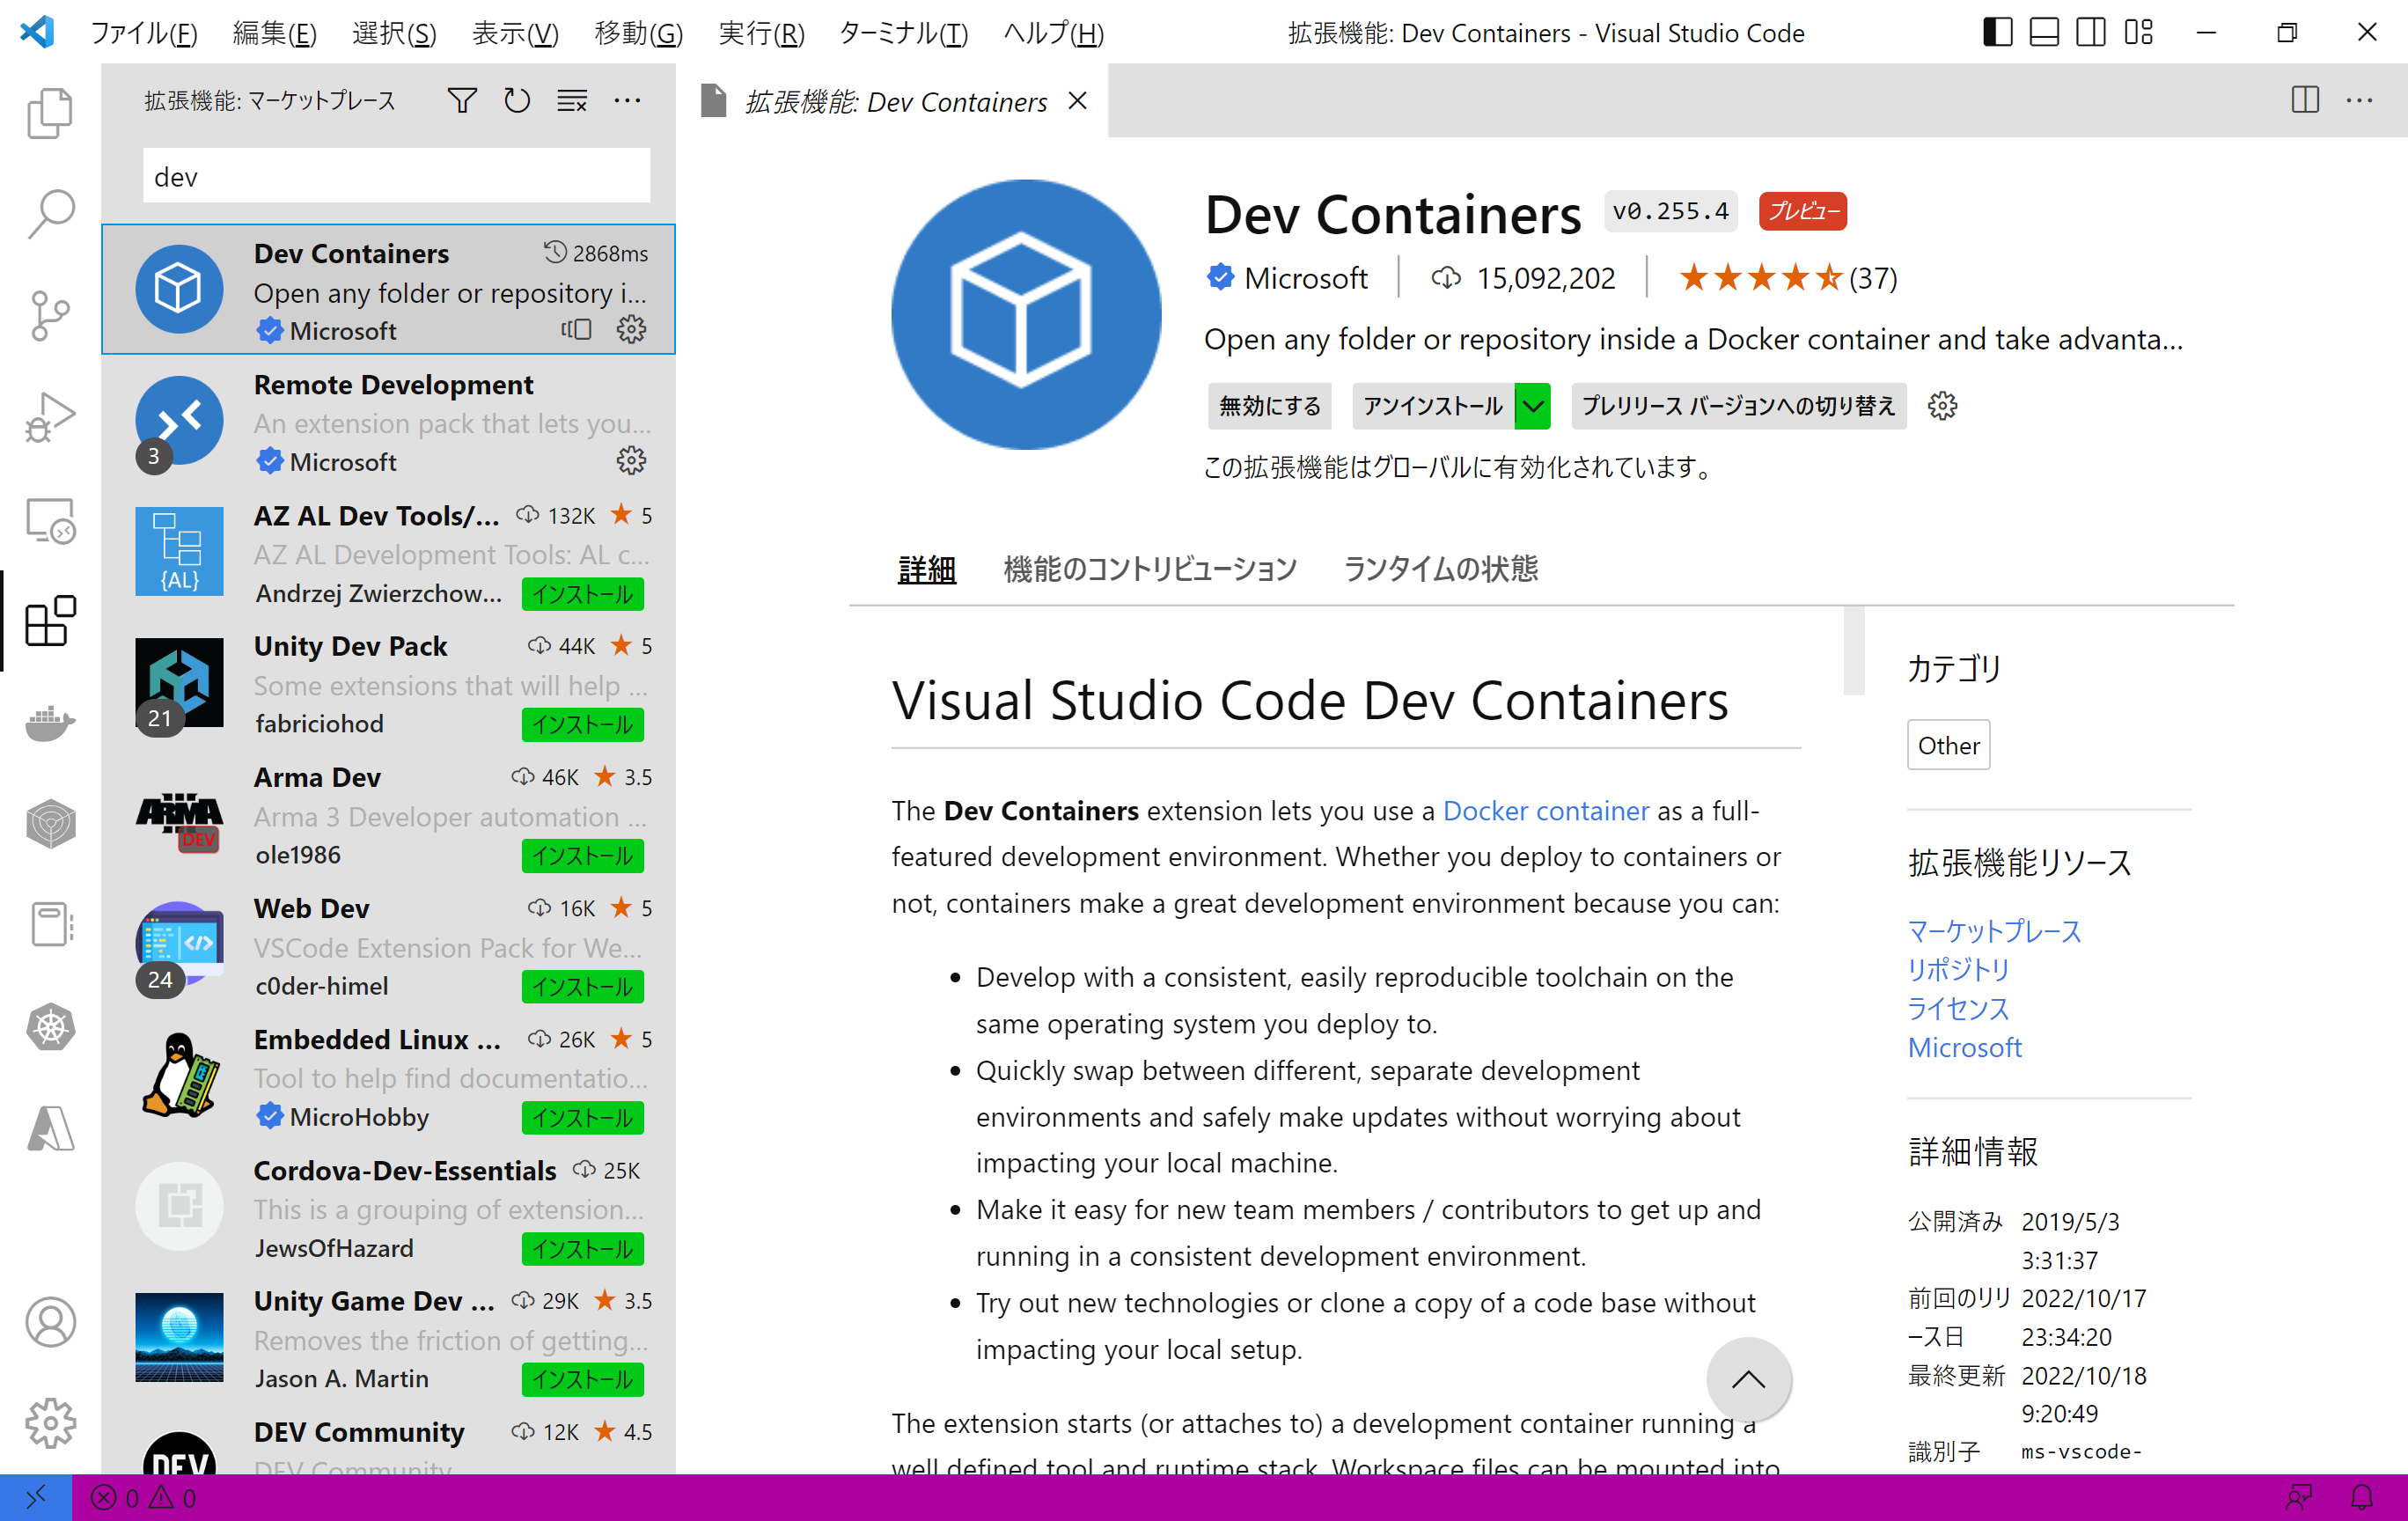 ファイル(F) 編集(E) 選択(S) 表示(V) 移動(G) 実行(R) ターミナル(T) ヘルプ(H)
拡張機能: Dev Containers - Visual Studio Code
拡張機能: マーケットプレース
dev
Dev Containers 2868ms
Open any folder or repository i...
Microsoft
Remote Development
An extension pack that lets you...
3
Microsoft
AZ AL Dev Tools/... 132K 5
AZ AL Development Tools: AL c...
{AL}
Andrzej Zwierzchow... インストール
Unity Dev Pack 44K 5
Some extensions that will help ...
21
fabriciohod インストール
Arma Dev 46K 3.5
ARMA
DEV
Arma 3 Developer automation ...
ole1986 インストール
Web Dev 16K 5
VSCode Extension Pack for We...
24
c0der-himel インストール
Embedded Linux ... 26K 5
Tool to help find documentatio...
MicroHobby インストール
Cordova-Dev-Essentials 25K
This is a grouping of extension...
JewsOfHazard インストール
Unity Game Dev ... 29K 3.5
Removes the friction of getting...
Jason A. Martin インストール
DEV Community 12K 4.5
DEV
DEV Community
拡張機能: Dev Containers
Dev Containers v0.255.4 プレビュー
Microsoft 15,092,202 (37)
Open any folder or repository inside a Docker container and take advanta...
無効にする アンインストール プレリリース バージョンへの切り替え
この拡張機能はグローバルに有効化されています。
詳細 機能のコントリビューション ランタイムの状態
Visual Studio Code Dev Containers
The Dev Containers extension lets you use a Docker container as a full-
featured development environment. Whether you deploy to containers or
not, containers make a great development environment because you can:
• Develop with a consistent, easily reproducible toolchain on the
same operating system you deploy to.
• Quickly swap between different, separate development
environments and safely make updates without worrying about
impacting your local machine.
• Make it easy for new team members / contributors to get up and
running in a consistent development environment.
• Try out new technologies or clone a copy of a code base without
impacting your local setup.
The extension starts (or attaches to) a development container running a
well defined tool and runtime stack. Workspace files can be mounted into
カテゴリ
Other
拡張機能リソース
マーケットプレース
リポジトリ
ライセンス
Microsoft
詳細情報
公開済み 2019/5/3
3:31:37
前回のリリ 2022/10/17
ース日 23:34:20
最終更新 2022/10/18
9:20:49
識別子 ms-vscode-
0 0